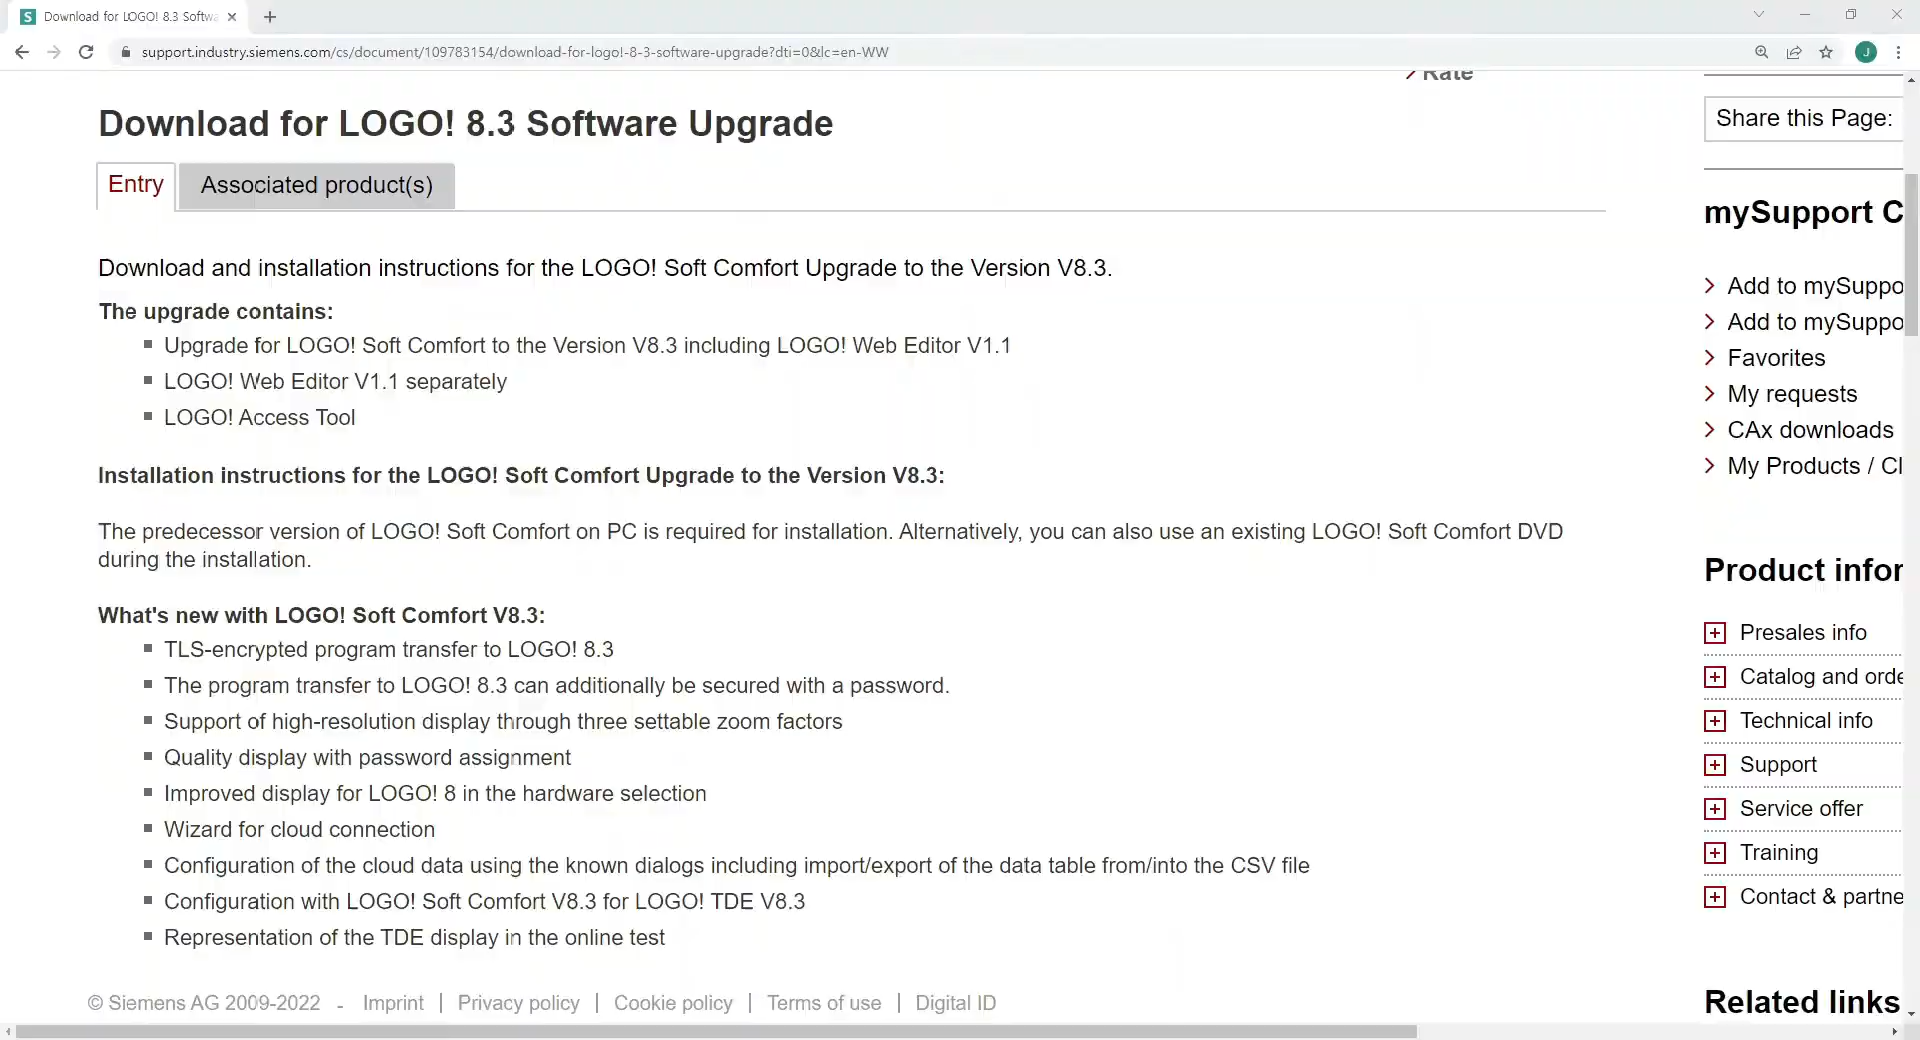 S Download for LOGO! 8.3 Softwa
support.industry.siemens.com/cs/document/109783154/download-for-logo!-8-3-software-upgrade?dti=0&lc=en-WW
J
Rate
Download for LOGO! 8.3 Software Upgrade
Entry
Associated product(s)
Download and installation instructions for the LOGO! Soft Comfort Upgrade to the Version V8.3.
The upgrade contains:
Upgrade for LOGO! Soft Comfort to the Version V8.3 including LOGO! Web Editor V1.1
LOGO! Web Editor V1.1 separately
LOGO! Access Tool
Installation instructions for the LOGO! Soft Comfort Upgrade to the Version V8.3:
The predecessor version of LOGO! Soft Comfort on PC is required for installation. Alternatively, you can also use an existing LOGO! Soft Comfort DVD
during the installation.
What's new with LOGO! Soft Comfort V8.3:
TLS-encrypted program transfer to LOGO! 8.3
The program transfer to LOGO! 8.3 can additionally be secured with a password.
Support of high-resolution display through three settable zoom factors
Quality display with password assignment
Improved display for LOGO! 8 in the hardware selection
Wizard for cloud connection
Configuration of the cloud data using the known dialogs including import/export of the data table from/into the CSV file
Configuration with LOGO! Soft Comfort V8.3 for LOGO! TDE V8.3
Representation of the TDE display in the online test
© Siemens AG 2009-2022 - Imprint | Privacy policy | Cookie policy | Terms of use | Digital ID
Share this Page:
mySupport C
Add to mySuppo
Add to mySuppo
Favorites
My requests
CAx downloads
My Products / Cl
Product infor
Presales info
Catalog and orde
Technical info
Support
Service offer
Training
Contact & partne
Related links